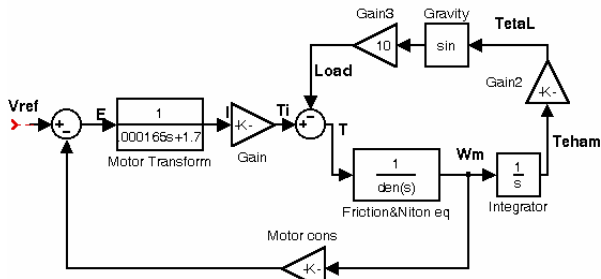 Gain3
Gravity
TetaL
10
sin
Load
Gain2
-K-
Vref
E
1
.000165s+1.7
Motor Transform
I
-K-
Gain
Ti
T
Teham
1
den(s)
Friction&Niton eq
Wm
1
s
Integrator
Motor cons
-K-